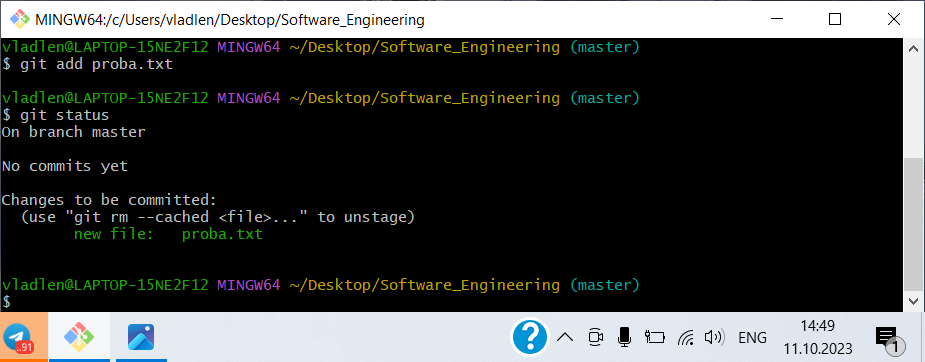 MINGW64:/c/Users/vladlen/Desktop/Software_Engineering
vladlen@LAPTOP-15NE2F12 MINGW64 ~/Desktop/Software_Engineering (master)
$ git add proba.txt
vladlen@LAPTOP-15NE2F12 MINGW64 ~/Desktop/Software_Engineering (master)
$ git status
On branch master
No commits yet
Changes to be committed:
  (use "git rm --cached <file>..." to unstage)
        new file:   proba.txt
vladlen@LAPTOP-15NE2F12 MINGW64 ~/Desktop/Software_Engineering (master)
$
..91
?
ENG
14:49
11.10.2023
1